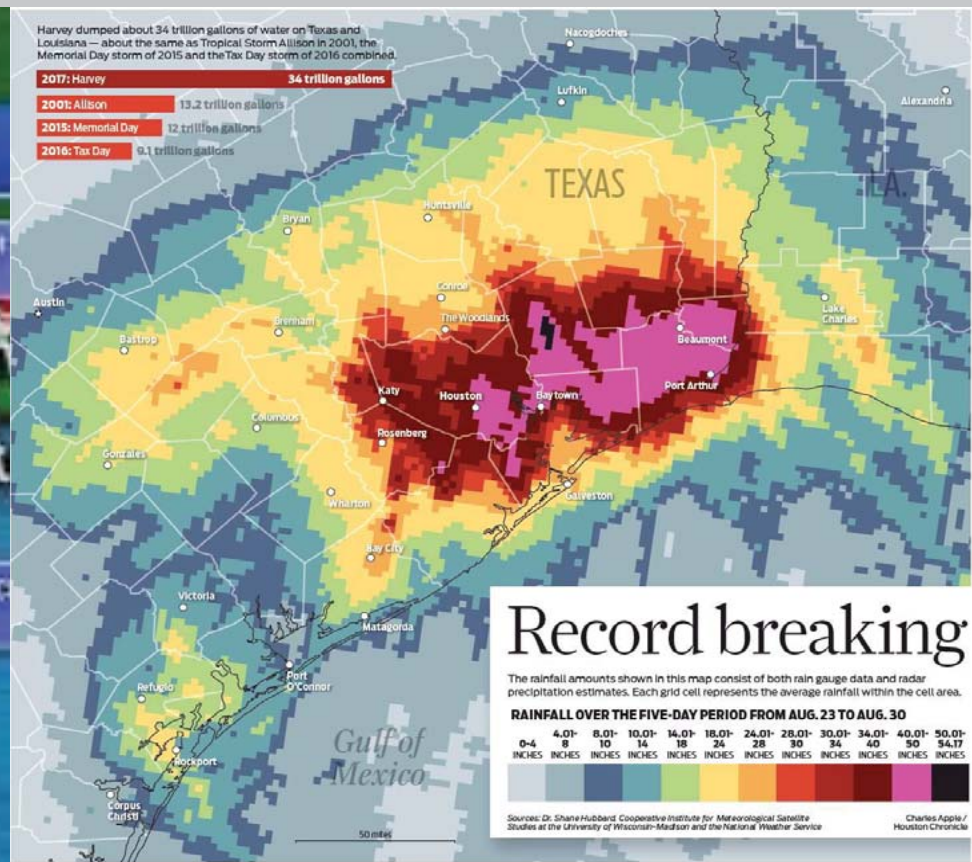 Harvey dumped about 34 trillion gallons of water on Texas and
Louisiana — about the same as Tropical Storm Allison in 2001, the
Memorial Day storm of 2015 and the Tax Day storm of 2016 combined.
2017: Harvey 34 trillion gallons
2001: Allison 13.2 trillion gallons
2015: Memorial Day 12 trillion gallons
2016: Tax Day 9.1 trillion gallons
Nacogdoches
Lufkin
Alexandria
TEXAS
LA.
Huntsville
Bryan
Austin
Conroe
The Woodlands
Lake
Charles
Brenham
Bastrop
Beaumont
Port Arthur
Katy
Houston
Baytown
Columbus
Rosenberg
Gonzales
Wharton
Galveston
Bay City
Victoria
Matagorda
Port
O'Connor
Refugio
Rockport
Gulf of
Mexico
Corpus
Christi
50 miles
Record breaking
The rainfall amounts shown in this map consist of both rain gauge data and radar
precipitation estimates. Each grid cell represents the average rainfall within the cell area.
RAINFALL OVER THE FIVE-DAY PERIOD FROM AUG. 23 TO AUG. 30
4.01- 8.01- 10.01- 14.01- 18.01- 24.01- 28.01- 30.01- 34.01- 40.01- 50.01-
0-4 8 10 14 18 24 28 30 34 40 50 54.17
INCHES INCHES INCHES INCHES INCHES INCHES INCHES INCHES INCHES INCHES INCHES INCHES
Sources: Dr. Shane Hubbard, Cooperative Institute for Meteorological Satellite
Studies at the University of Wisconsin-Madison and the National Weather Service
Charles Apple /
Houston Chronicle